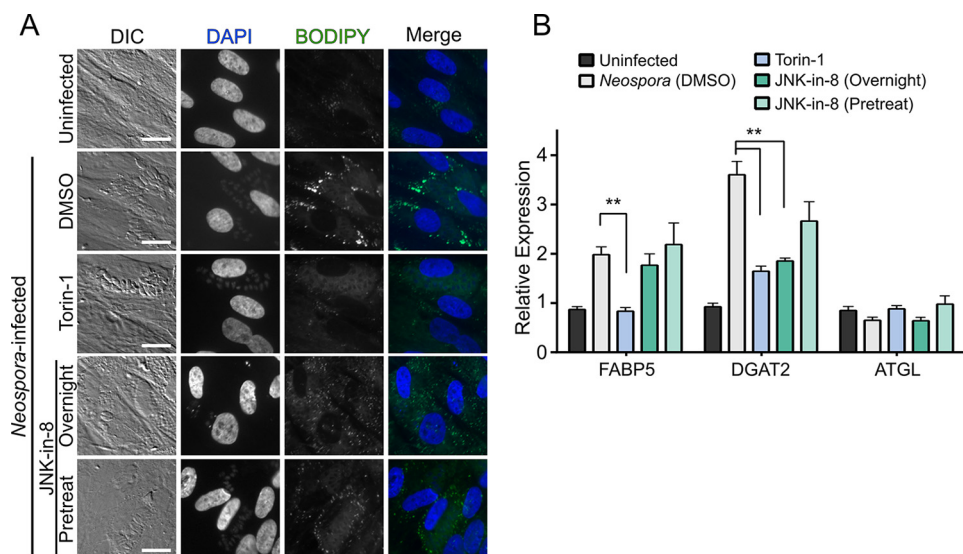 A
DIC DAPI BODIPY Merge
Uninfected
Neospora-infected
DMSO
Torin-1
JNK-in-8
Overnight
Pretreat
B
Uninfected
Neospora (DMSO)
Torin-1
JNK-in-8 (Overnight)
JNK-in-8 (Pretreat)
Relative Expression
4
3
2
1
0
**
**
FABP5 DGAT2 ATGL